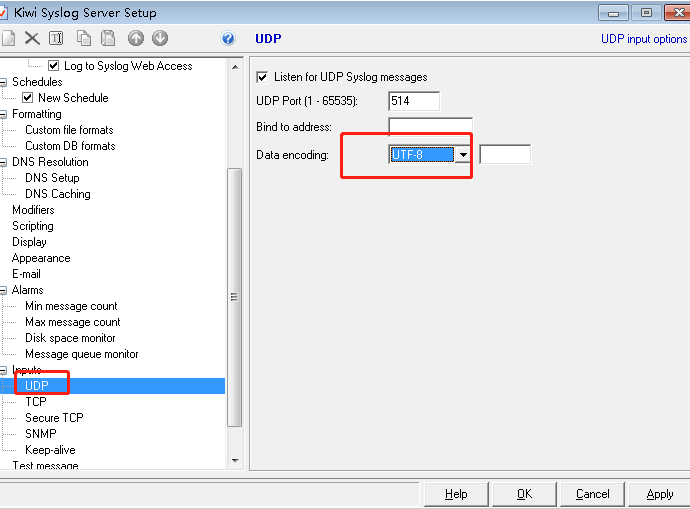 Kiwi Syslog Server Setup
UDP
UDP input options
Log to Syslog Web Access
Schedules
New Schedule
Formatting
Custom file formats
Custom DB formats
DNS Resolution
DNS Setup
DNS Caching
Modifiers
Scripting
Display
Appearance
E-mail
Alarms
Min message count
Max message count
Disk space monitor
Message queue monitor
Inputs
UDP
TCP
Secure TCP
SNMP
Keep-alive
Test message
Listen for UDP Syslog messages
UDP Port (1 - 65535): 514
Bind to address:
Data encoding: UTF-8
Help OK Cancel Apply